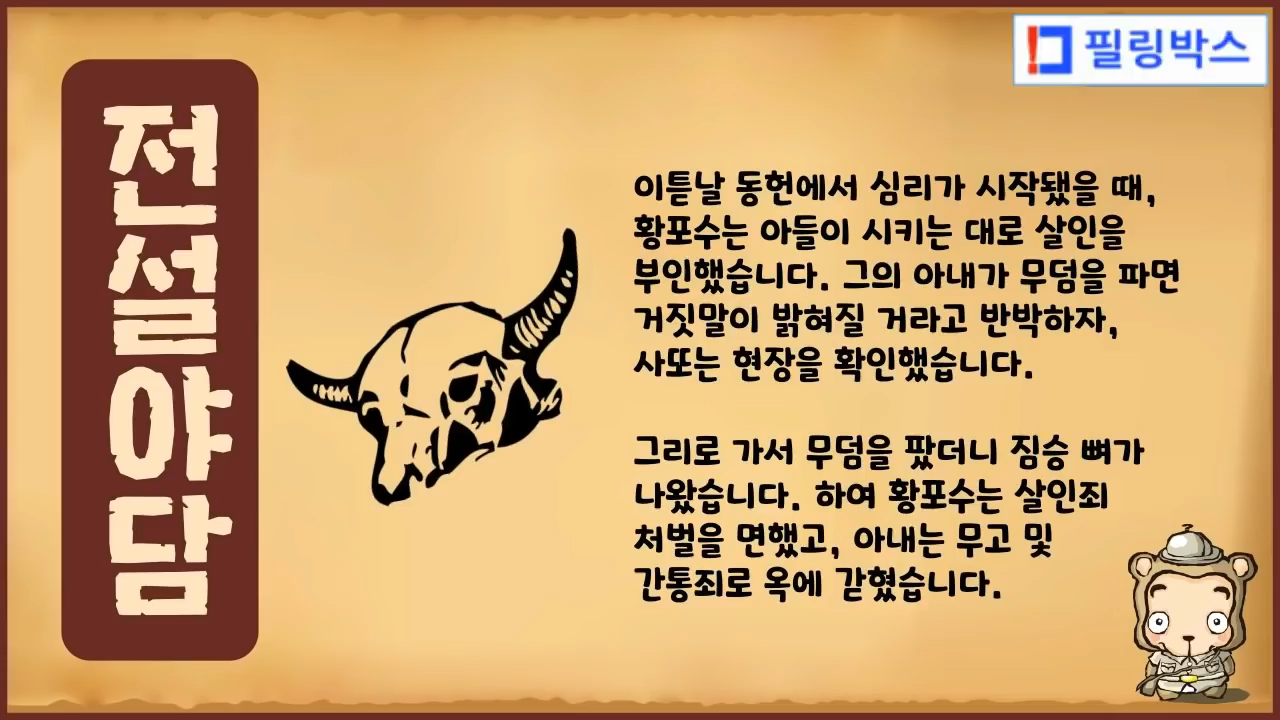 전설야담
필링박스
이튿날 동헌에서 심리가 시작됐을 때,
황포수는 아들이 시키는 대로 살인을
부인했습니다. 그의 아내가 무덤을 파면
거짓말이 밝혀질 거라고 반박하자,
사또는 현장을 확인했습니다.
그리로 가서 무덤을 팠더니 짐승 뼈가
나왔습니다. 하여 황포수는 살인죄
처벌을 면했고, 아내는 무고 및
간통죄로 옥에 갇혔습니다.